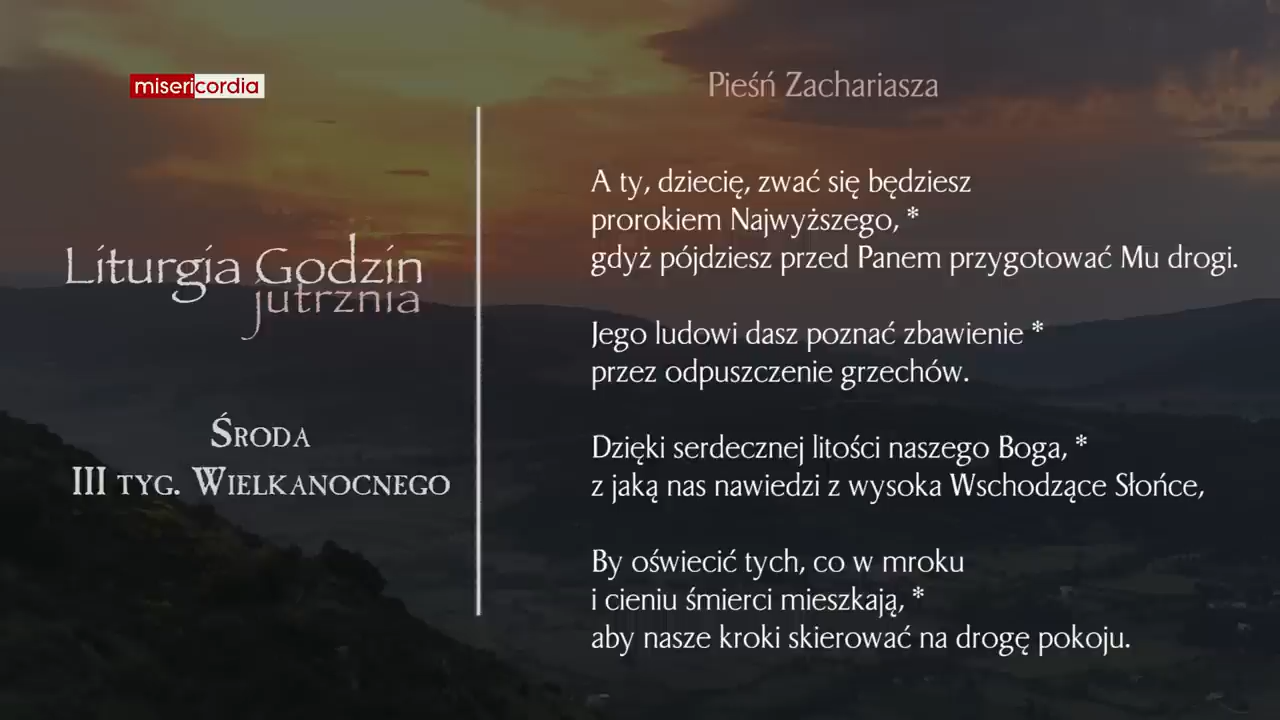 misericordia
Liturgia Godzin
jutrznia
Środa
III tyg. Wielkanocnego
Pieśń Zachariasza
A ty, dziecię, zwać się będziesz
prorokiem Najwyższego, *
gdyż pójdziesz przed Panem przygotować Mu drogi.
Jego ludowi dasz poznać zbawienie *
przez odpuszczenie grzechów.
Dzięki serdecznej litości naszego Boga, *
z jaką nas nawiedzi z wysoka Wschodzące Słońce,
By oświecić tych, co w mroku
i cieniu śmierci mieszkają, *
aby nasze kroki skierować na drogę pokoju.